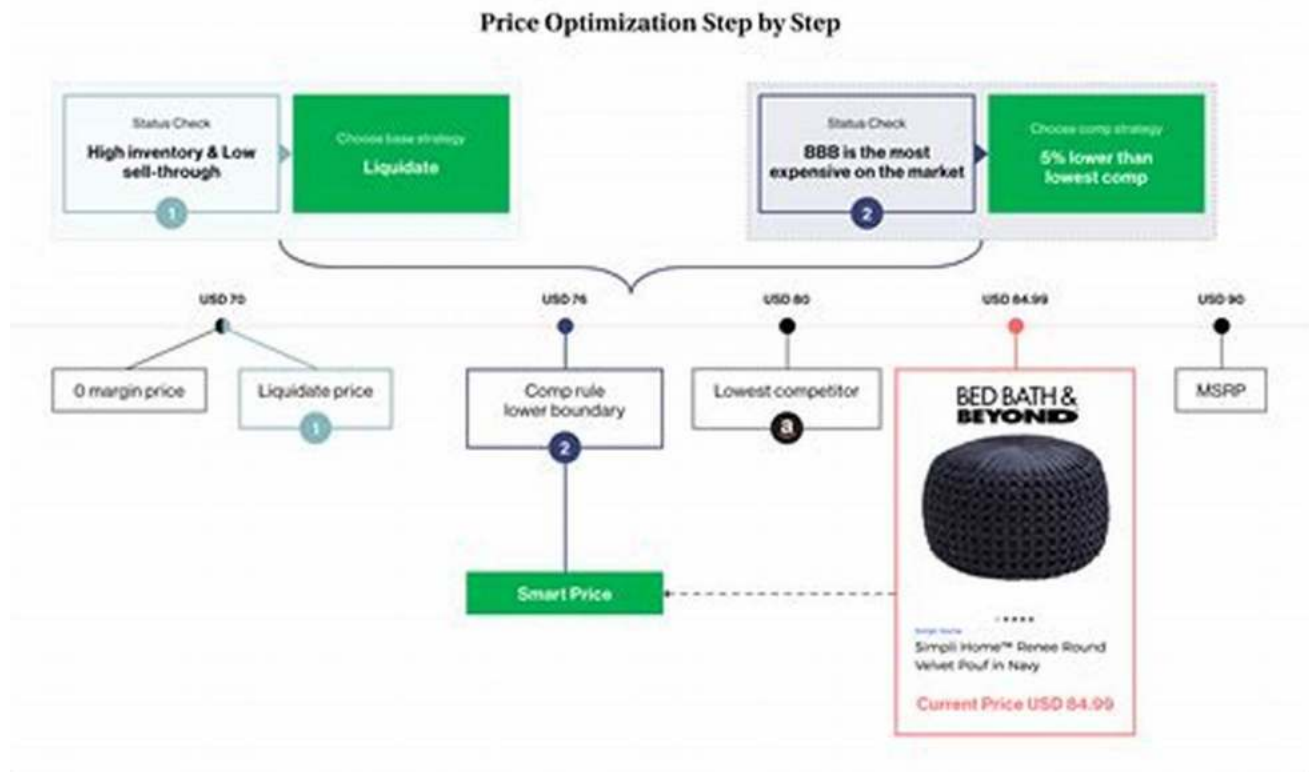 Price Optimization Step by Step
Status Check
High inventory & Low
sell-through
1
Choose base strategy
Liquidate
Status Check
BBB is the most
expensive on the market
2
Choose comp strategy
5% lower than
lowest comp
USD 70
USD 76
USD 80
USD 84.99
USD 90
0 margin price
Liquidate price
1
Comp rule
lower boundary
2
Lowest competitor
a
BED BATH &
BEYOND
MSRP
Smart Price
Simpli Home™ Renee Round
Velvet Pouf in Navy
Current Price USD 84.99